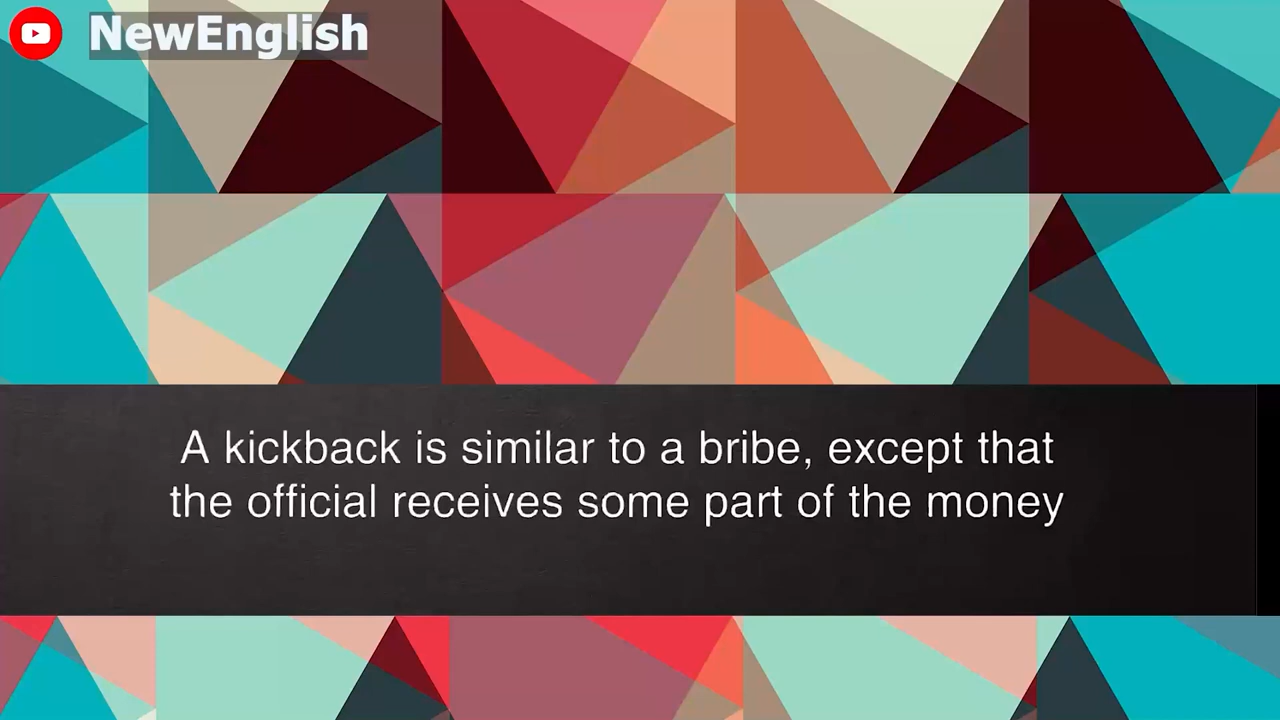 NewEnglish
A kickback is similar to a bribe, except that
the official receives some part of the money